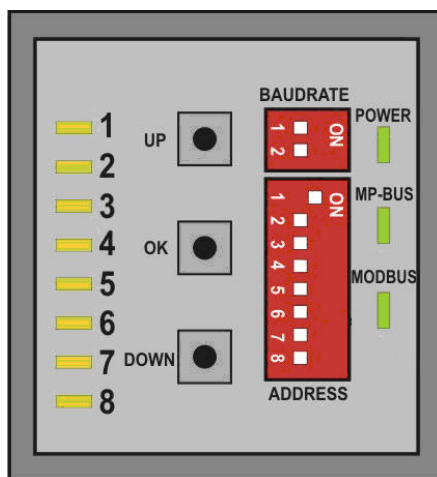 1
2
3
4
5
6
7
8
UP
OK
DOWN
BAUDRATE
1 ON
2
1 ON
2
3
4
5
6
7
8
ADDRESS
POWER
MP-BUS
MODBUS